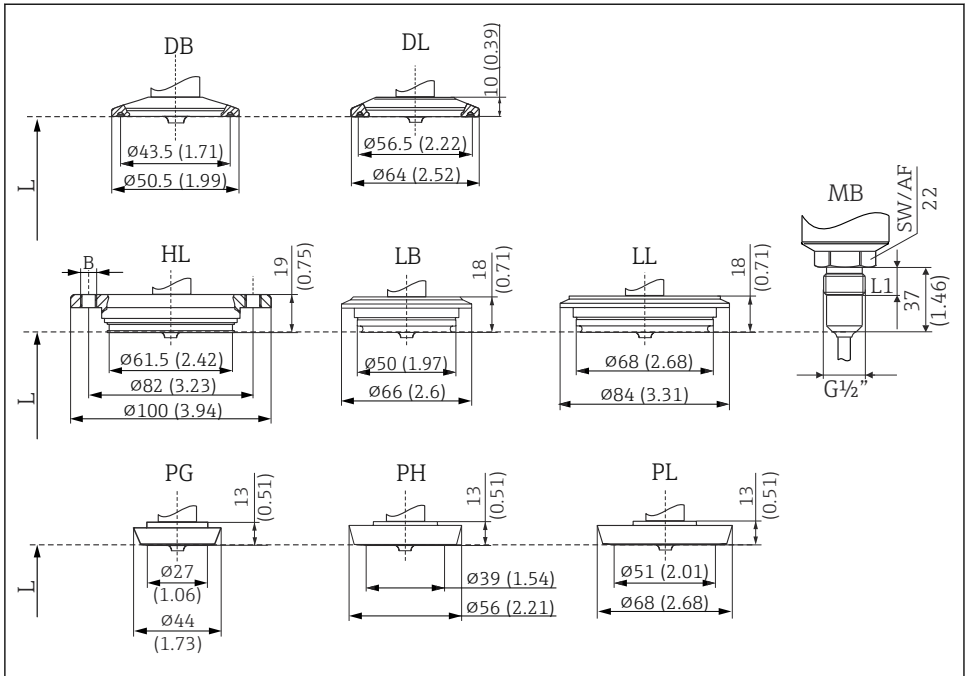 DB
DL
10 (0.39)
Ø43.5 (1.71)
Ø50.5 (1.99)
Ø56.5 (2.22)
Ø64 (2.52)
L
MB
SW/AF
22
L1
37
(1.46)
G½"
HL
B
19
(0.75)
LB
18
(0.71)
LL
18
(0.71)
Ø61.5 (2.42)
Ø82 (3.23)
Ø100 (3.94)
Ø50 (1.97)
Ø66 (2.6)
Ø68 (2.68)
Ø84 (3.31)
L
PG
13
(0.51)
PH
13
(0.51)
PL
13
(0.51)
Ø27
(1.06)
Ø44
(1.73)
Ø39 (1.54)
Ø56 (2.21)
Ø51 (2.01)
Ø68 (2.68)
L